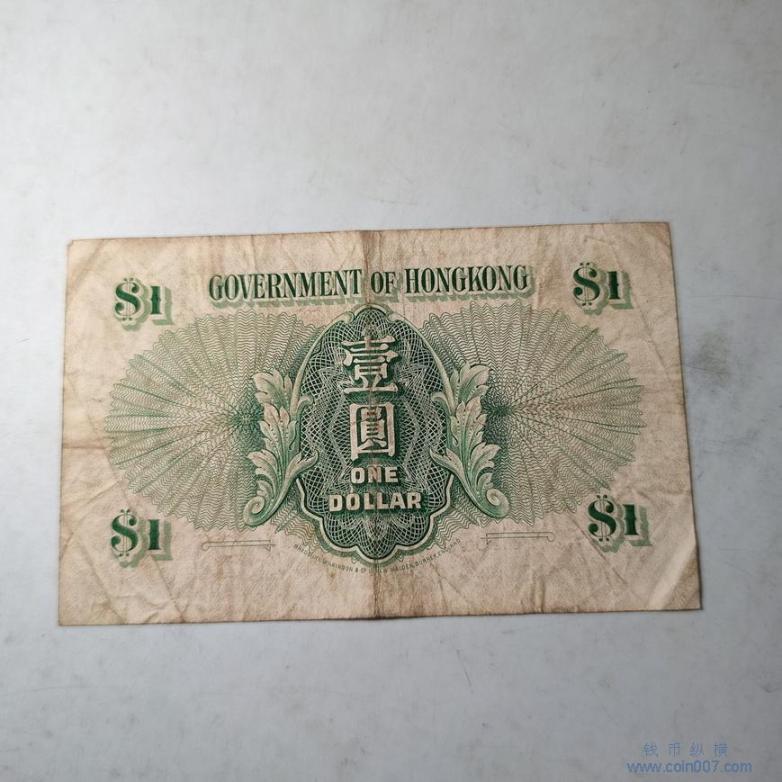 $1 GOVERNMENT OF HONGKONG $1
壹
圓
ONE
DOLLAR
$1 $1
钱币纵横
www.coin007.com